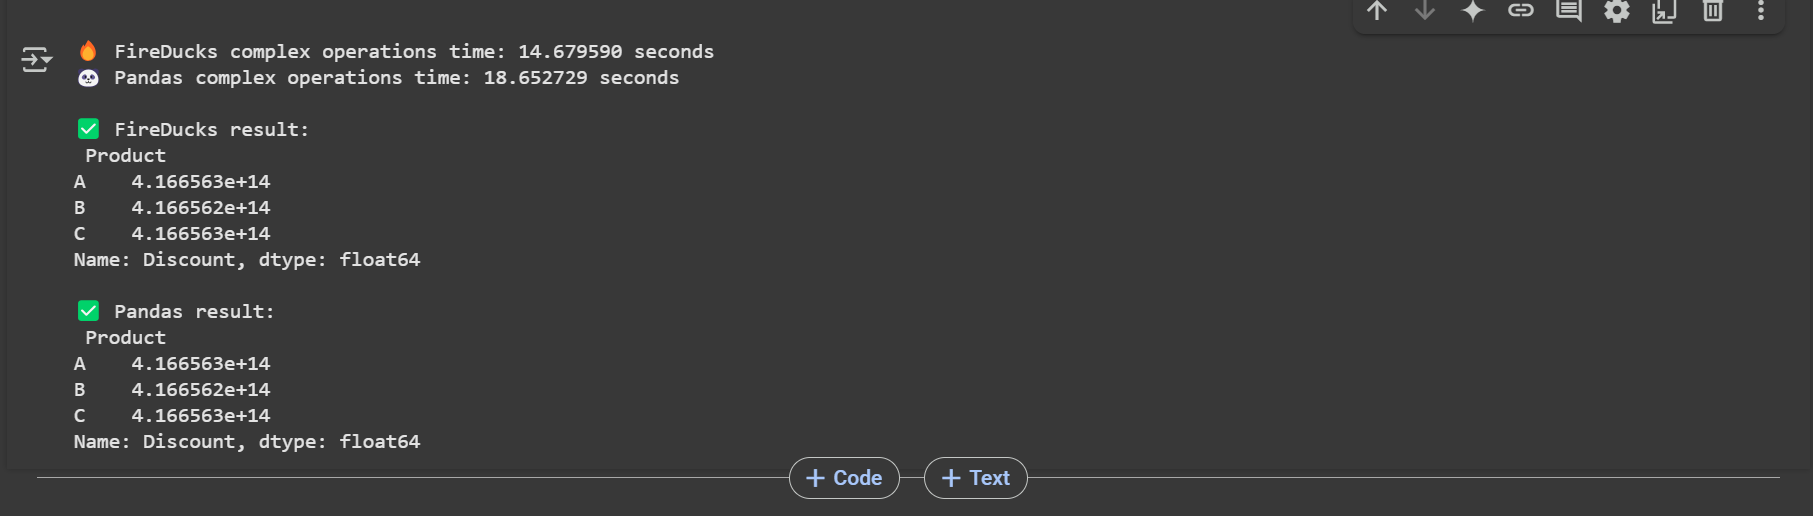 🔥 FireDucks complex operations time: 14.679590 seconds
🐼 Pandas complex operations time: 18.652729 seconds
✅ FireDucks result:
Product
A    4.166563e+14
B    4.166562e+14
C    4.166563e+14
Name: Discount, dtype: float64
✅ Pandas result:
Product
A    4.166563e+14
B    4.166562e+14
C    4.166563e+14
Name: Discount, dtype: float64
+ Code + Text